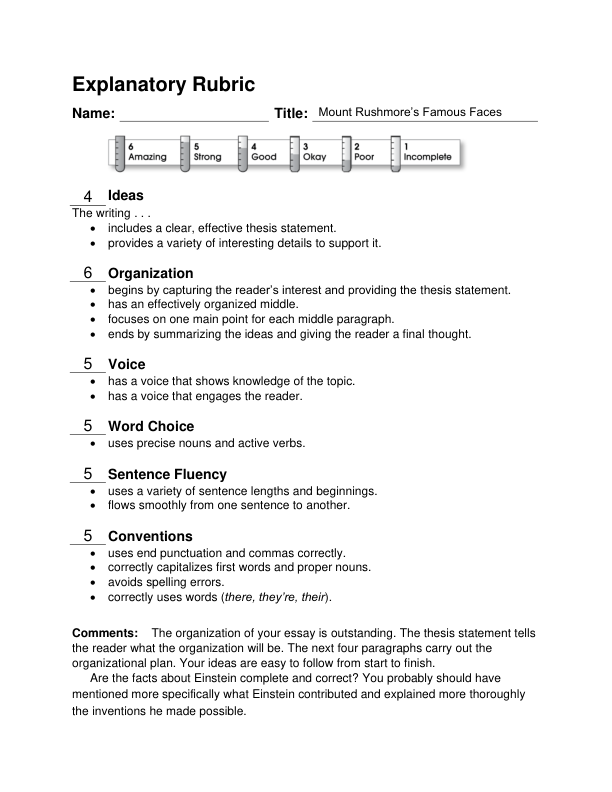 Explanatory Rubric
Name: Title: Mount Rushmore’s Famous Faces
6 5 4 3 2 1
Amazing Strong Good Okay Poor Incomplete
4 Ideas
The writing . . .
• includes a clear, effective thesis statement.
• provides a variety of interesting details to support it.
6 Organization
• begins by capturing the reader’s interest and providing the thesis statement.
• has an effectively organized middle.
• focuses on one main point for each middle paragraph.
• ends by summarizing the ideas and giving the reader a final thought.
5 Voice
• has a voice that shows knowledge of the topic.
• has a voice that engages the reader.
5 Word Choice
• uses precise nouns and active verbs.
5 Sentence Fluency
• uses a variety of sentence lengths and beginnings.
• flows smoothly from one sentence to another.
5 Conventions
• uses end punctuation and commas correctly.
• correctly capitalizes first words and proper nouns.
• avoids spelling errors.
• correctly uses words (there, they’re, their).
Comments: The organization of your essay is outstanding. The thesis statement tells
the reader what the organization will be. The next four paragraphs carry out the
organizational plan. Your ideas are easy to follow from start to finish.
Are the facts about Einstein complete and correct? You probably should have
mentioned more specifically what Einstein contributed and explained more thoroughly
the inventions he made possible.